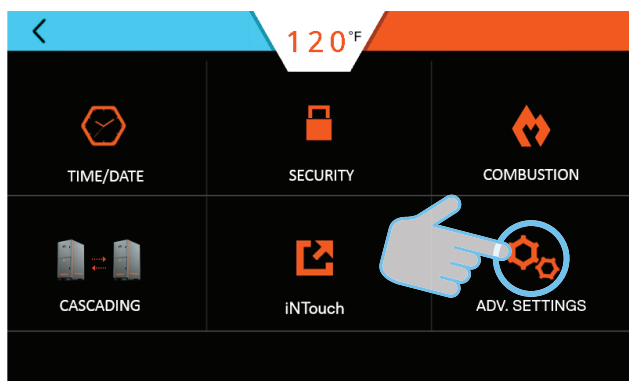 120°F
TIME/DATE
SECURITY
COMBUSTION
CASCADING
iNTouch
ADV. SETTINGS